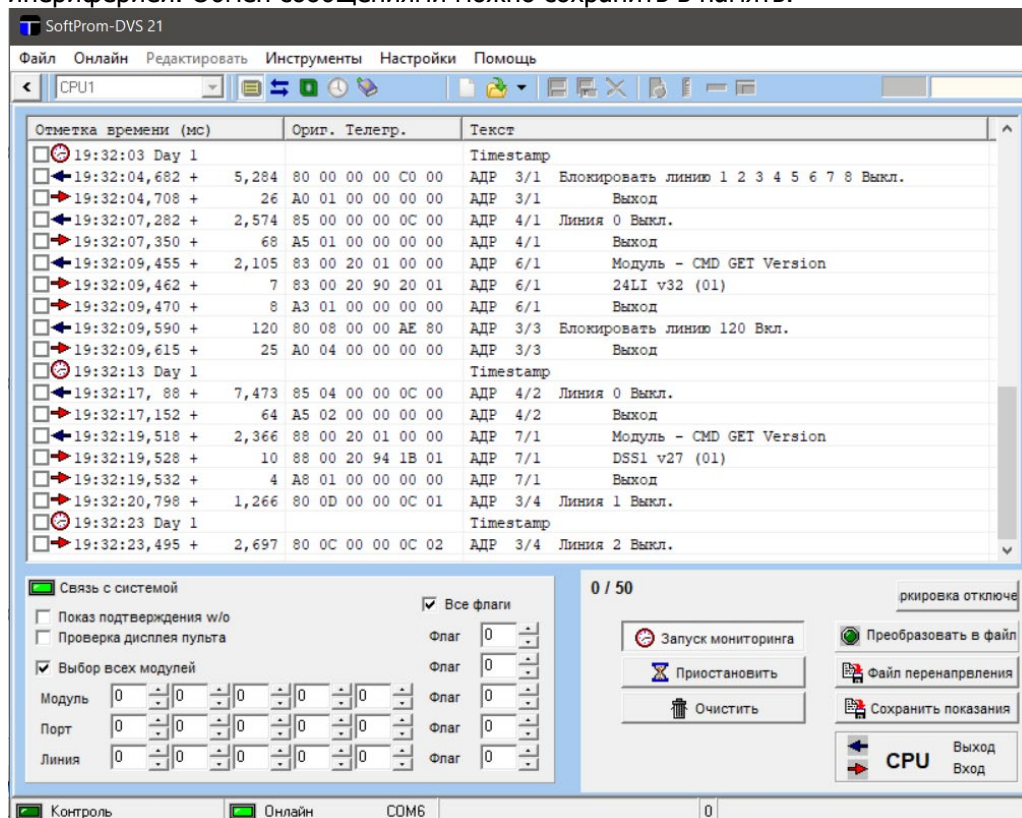 SoftProm-DVS 21
Файл Онлайн Редактировать Инструменты Настройки Помощь
CPU1
Отметка времени (мс) Ориг. Телегр. Текст
19:32:03 Day 1 Timestamp
19:32:04,682 + 5,284 80 00 00 00 C0 00 АДР 3/1 Блокировать линию 1 2 3 4 5 6 7 8 Выкл.
19:32:04,708 + 26 A0 01 00 00 00 00 АДР 3/1 Выход
19:32:07,282 + 2,574 85 00 00 00 0C 00 АДР 4/1 Линия 0 Выкл.
19:32:07,350 + 68 A5 01 00 00 00 00 АДР 4/1 Выход
19:32:09,455 + 2,105 83 00 20 01 00 00 АДР 6/1 Модуль - CMD GET Version
19:32:09,462 + 7 83 00 20 90 20 01 АДР 6/1 24LI v32 (01)
19:32:09,470 + 8 A3 01 00 00 00 00 АДР 6/1 Выход
19:32:09,590 + 120 80 08 00 00 AE 80 АДР 3/3 Блокировать линию 120 Вкл.
19:32:09,615 + 25 A0 04 00 00 00 00 АДР 3/3 Выход
19:32:13 Day 1 Timestamp
19:32:17, 88 + 7,473 85 04 00 00 0C 00 АДР 4/2 Линия 0 Выкл.
19:32:17,152 + 64 A5 02 00 00 00 00 АДР 4/2 Выход
19:32:19,518 + 2,366 88 00 20 01 00 00 АДР 7/1 Модуль - CMD GET Version
19:32:19,528 + 10 88 00 20 94 1B 01 АДР 7/1 DSS1 v27 (01)
19:32:19,532 + 4 A8 01 00 00 00 00 АДР 7/1 Выход
19:32:20,798 + 1,266 80 0D 00 00 0C 01 АДР 3/4 Линия 1 Выкл.
19:32:23 Day 1 Timestamp
19:32:23,495 + 2,697 80 0C 00 00 0C 02 АДР 3/4 Линия 2 Выкл.
Связь с системой
Показ подтверждения w/o
Проверка дисплея пульта
Выбор всех модулей
Модуль 0 0 0 0 0
Порт 0 0 0 0 0
Линия 0 0 0 0 0
Все флаги
Флаг 0
Флаг 0
Флаг 0
Флаг 0
Флаг 0
0 / 50
ркировка отключе
Запуск мониторинга
Преобразовать в файл
Приостановить
Файл перенапрвления
Очистить
Сохранить показания
CPU
Выход
Вход
Контроль Онлайн COM6 0